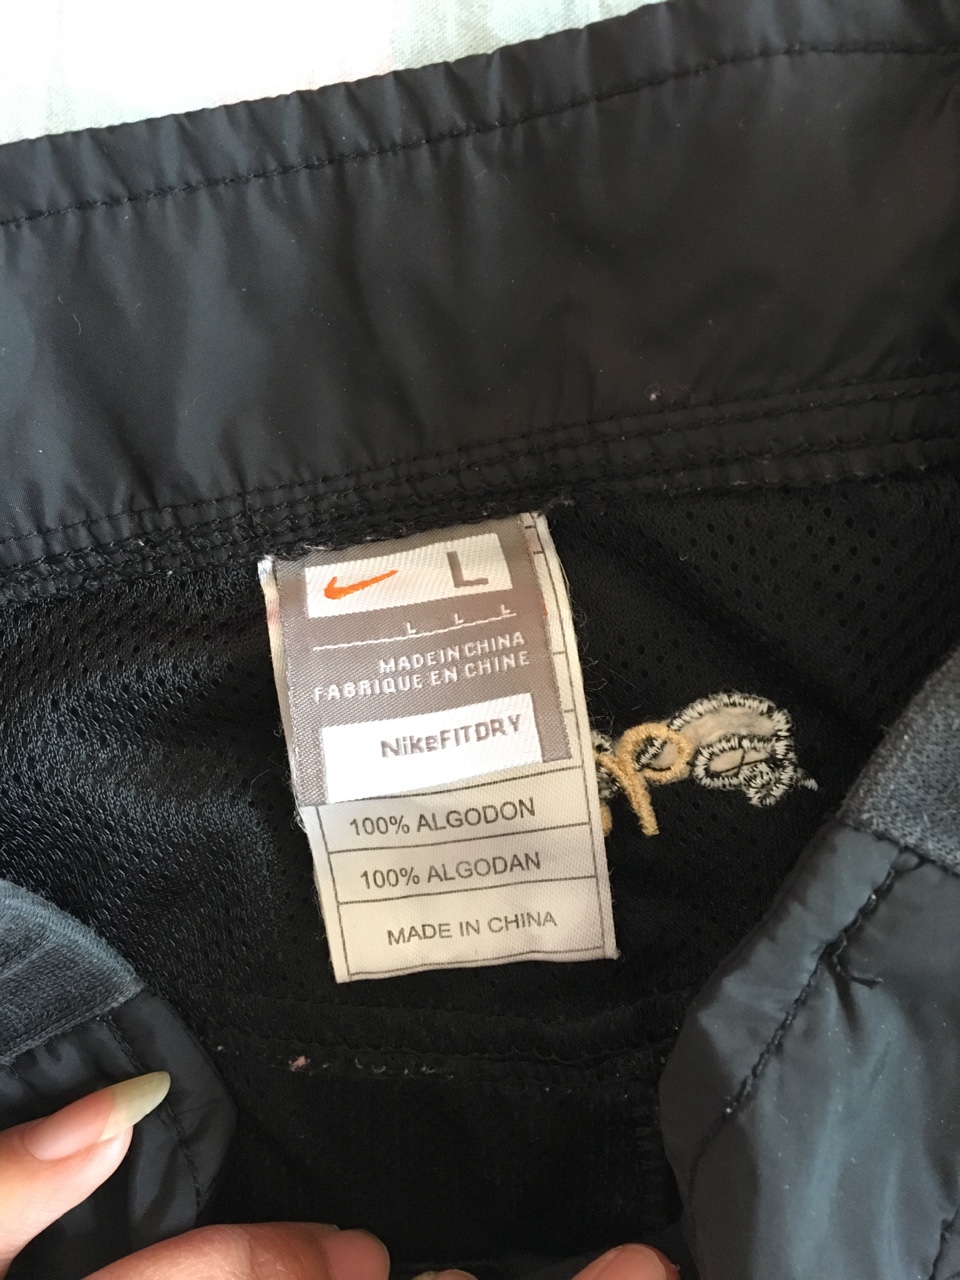 L
L L L
MADE IN CHINA
FABRIQUE EN CHINE
NikeFITDRY
100% ALGODON
100% ALGODAN
MADE IN CHINA